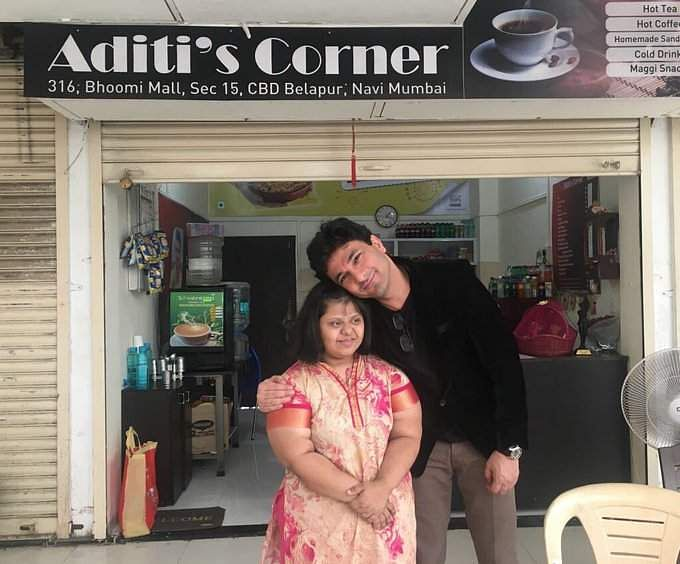 Aditi's Corner
316, Bhoomi Mall, Sec 15, CBD Belapur, Navi Mumbai
Hot Tea
Hot Coffe
Homemade Sand
Cold Drink
Maggi Snac